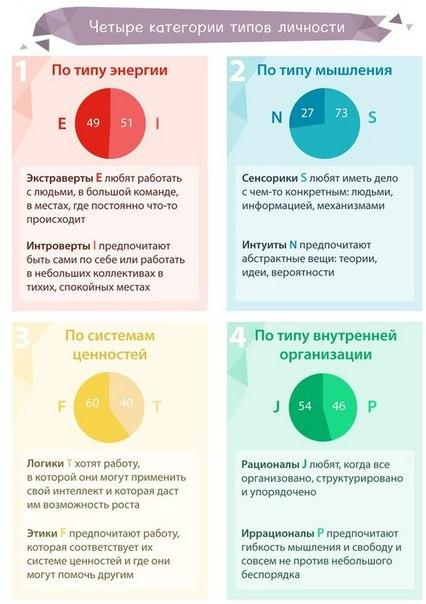 Четыре категории типов личности
1 По типу энергии
E 49 51 I
Экстраверты E любят работать
с людьми, в большой команде,
в местах, где постоянно что-то
происходит
Интроверты I предпочитают
быть сами по себе или работать
в небольших коллективах в
тихих, спокойных местах
2 По типу мышления
N 27 73 S
Сенсорики S любят иметь дело
с чем-то конкретным: людьми,
информацией, механизмами
Интуиты N предпочитают
абстрактные вещи: теории,
идеи, вероятности
3 По системам
ценностей
F 60 40 T
Логики T хотят работу,
в которой они могут применить
свой интеллект и которая даст
им возможность роста
Этики F предпочитают работу,
которая соответствует их
системе ценностей и где они
могут помочь другим
4 По типу внутренней
организации
J 54 46 P
Рационалы J любят, когда все
организовано, структурировано
и упорядочено
Иррационалы P предпочитают
гибкость мышления и свободу и
совсем не против небольшого
беспорядка